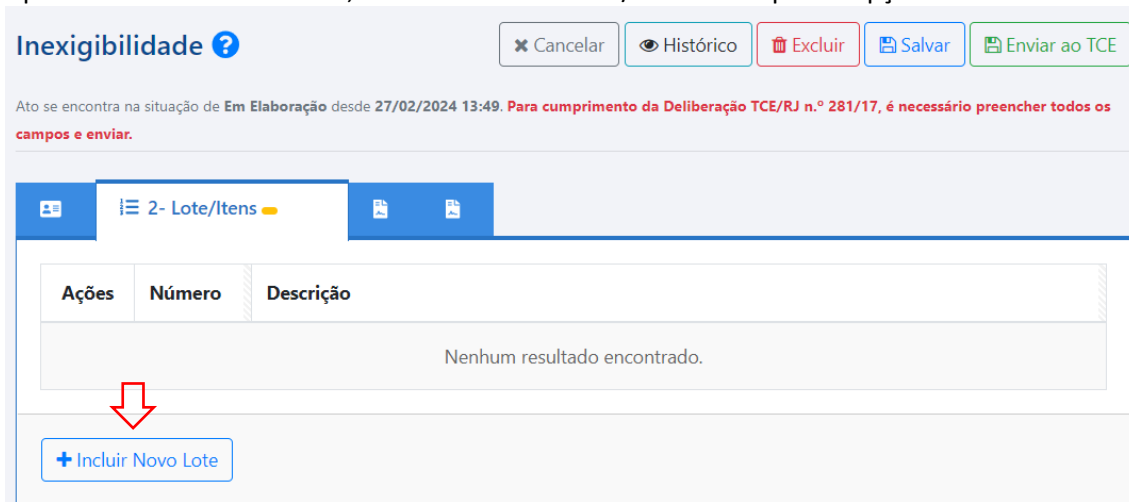 Inexigibilidade ?
Cancelar Histórico Excluir Salvar Enviar ao TCE
Ato se encontra na situação de Em Elaboração desde 27/02/2024 13:49. Para cumprimento da Deliberação TCE/RJ n.º 281/17, é necessário preencher todos os
campos e enviar.
2- Lote/Itens
Ações Número Descrição
Nenhum resultado encontrado.
+ Incluir Novo Lote